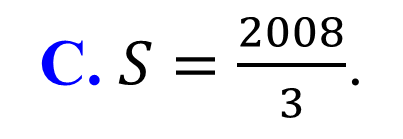 C. S = 2008/3.